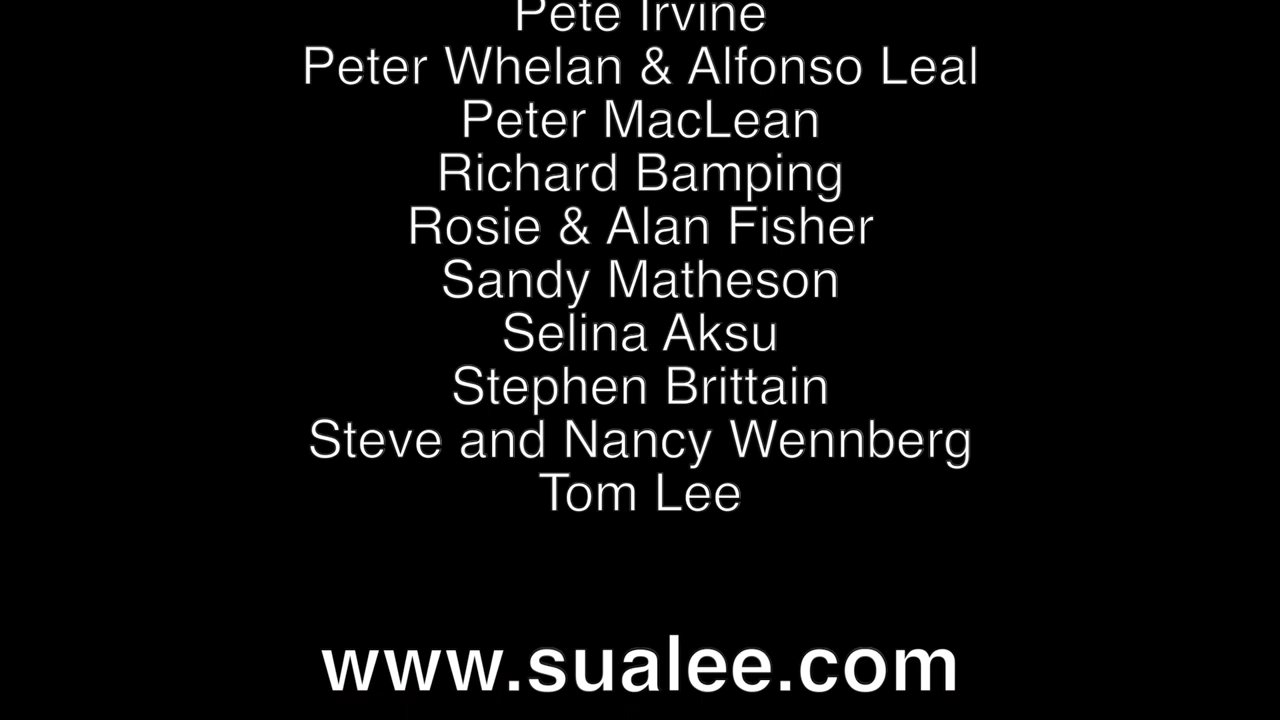 Pete Irvine
Peter Whelan & Alfonso Leal
Peter MacLean
Richard Bamping
Rosie & Alan Fisher
Sandy Matheson
Selina Aksu
Stephen Brittain
Steve and Nancy Wennberg
Tom Lee
www.sualee.com